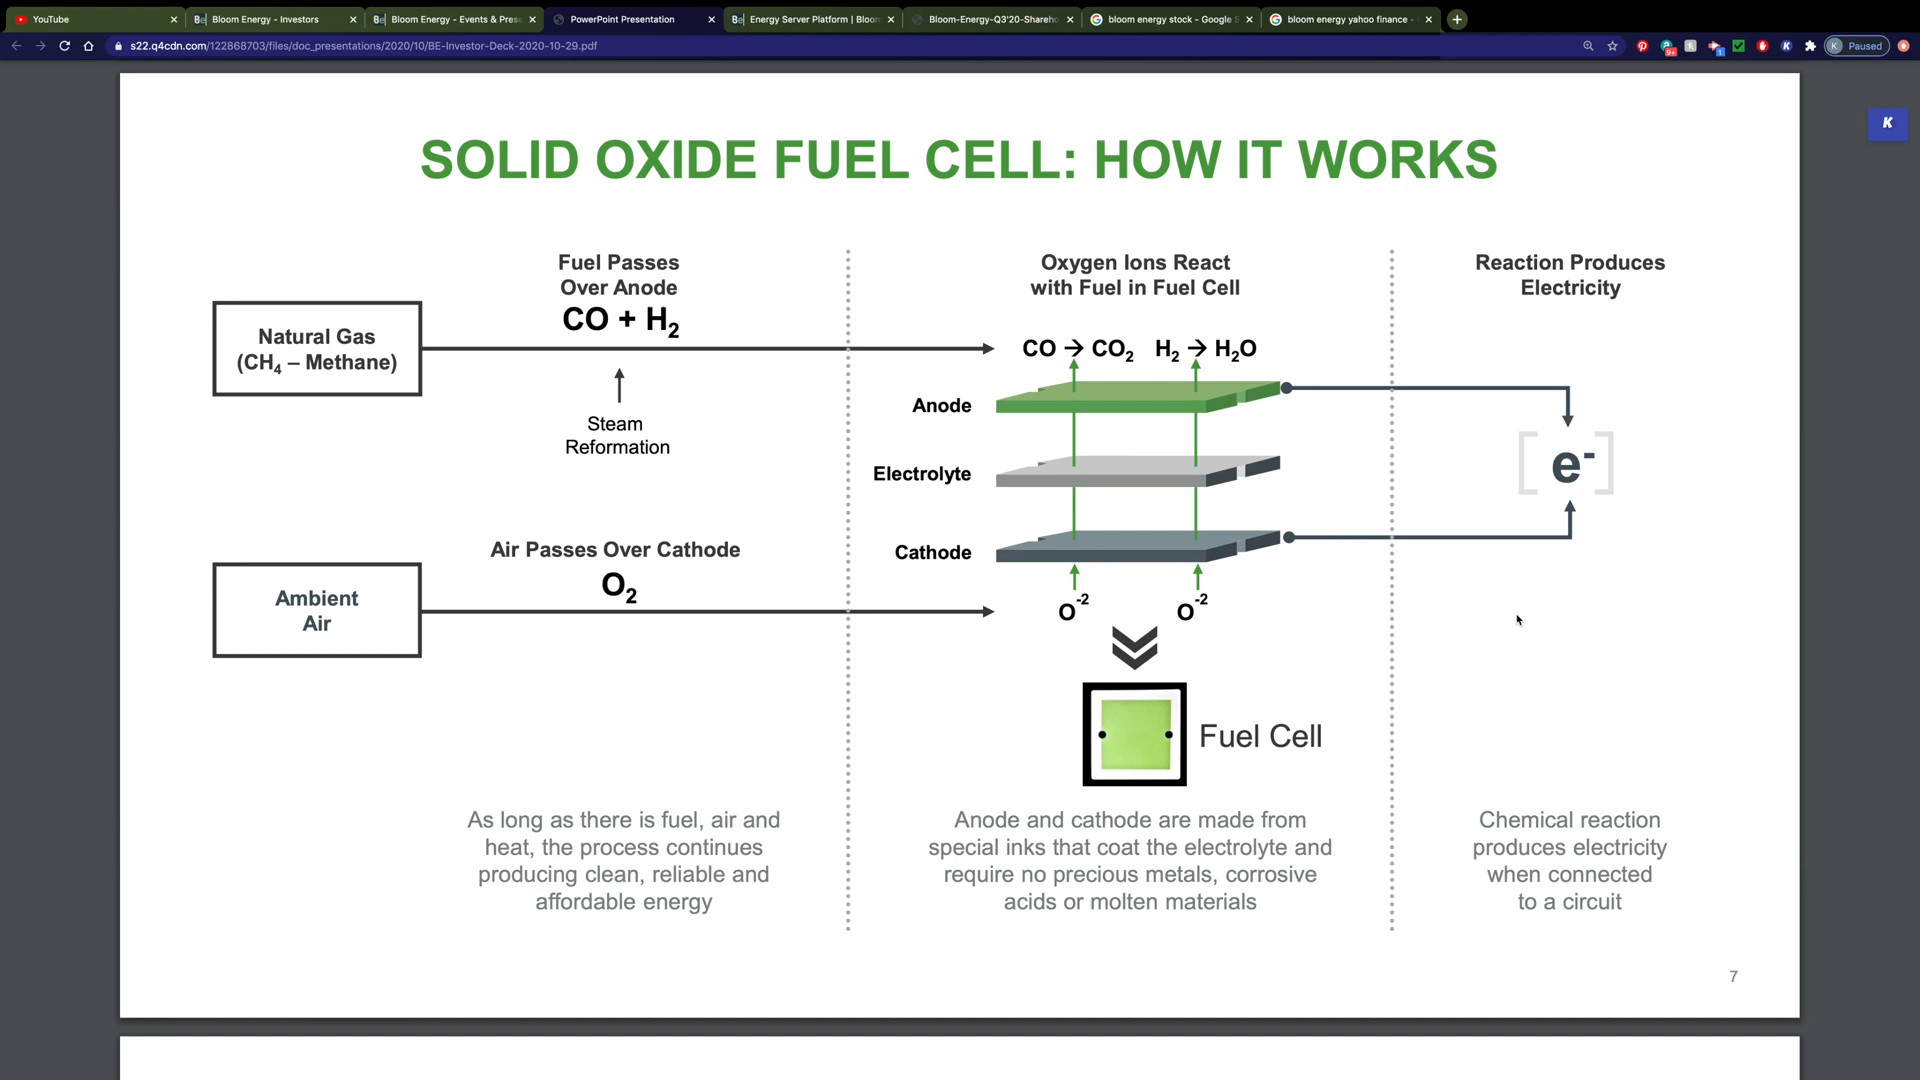 YouTube
Bloom Energy - Investors
Bloom Energy - Events & Prese
PowerPoint Presentation
Energy Server Platform | Bloon
Bloom-Energy-Q3'20-Shareho
bloom energy stock - Google S
bloom energy yahoo finance -
s22.q4cdn.com/122868703/files/doc_presentations/2020/10/BE-Investor-Deck-2020-10-29.pdf
K Paused
K
SOLID OXIDE FUEL CELL: HOW IT WORKS
Fuel Passes
Over Anode
CO + H₂
Natural Gas
(CH₄ – Methane)
Steam
Reformation
Air Passes Over Cathode
O₂
Ambient
Air
As long as there is fuel, air and
heat, the process continues
producing clean, reliable and
affordable energy
Oxygen Ions React
with Fuel in Fuel Cell
CO → CO₂ H₂ → H₂O
Anode
Electrolyte
Cathode
O⁻² O⁻²
Fuel Cell
Anode and cathode are made from
special inks that coat the electrolyte and
require no precious metals, corrosive
acids or molten materials
Reaction Produces
Electricity
e⁻
Chemical reaction
produces electricity
when connected
to a circuit
7